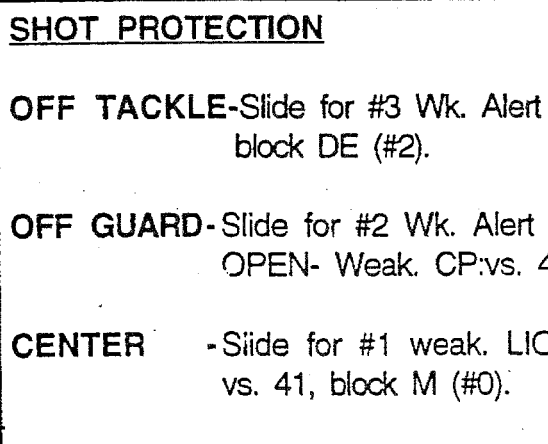 SHOT PROTECTION
OFF TACKLE-Slide for #3 Wk. Alert
block DE (#2).
OFF GUARD-Slide for #2 Wk. Alert
OPEN- Weak. CP:vs. 4
CENTER -Slide for #1 weak. LIC
vs. 41, block M (#0).